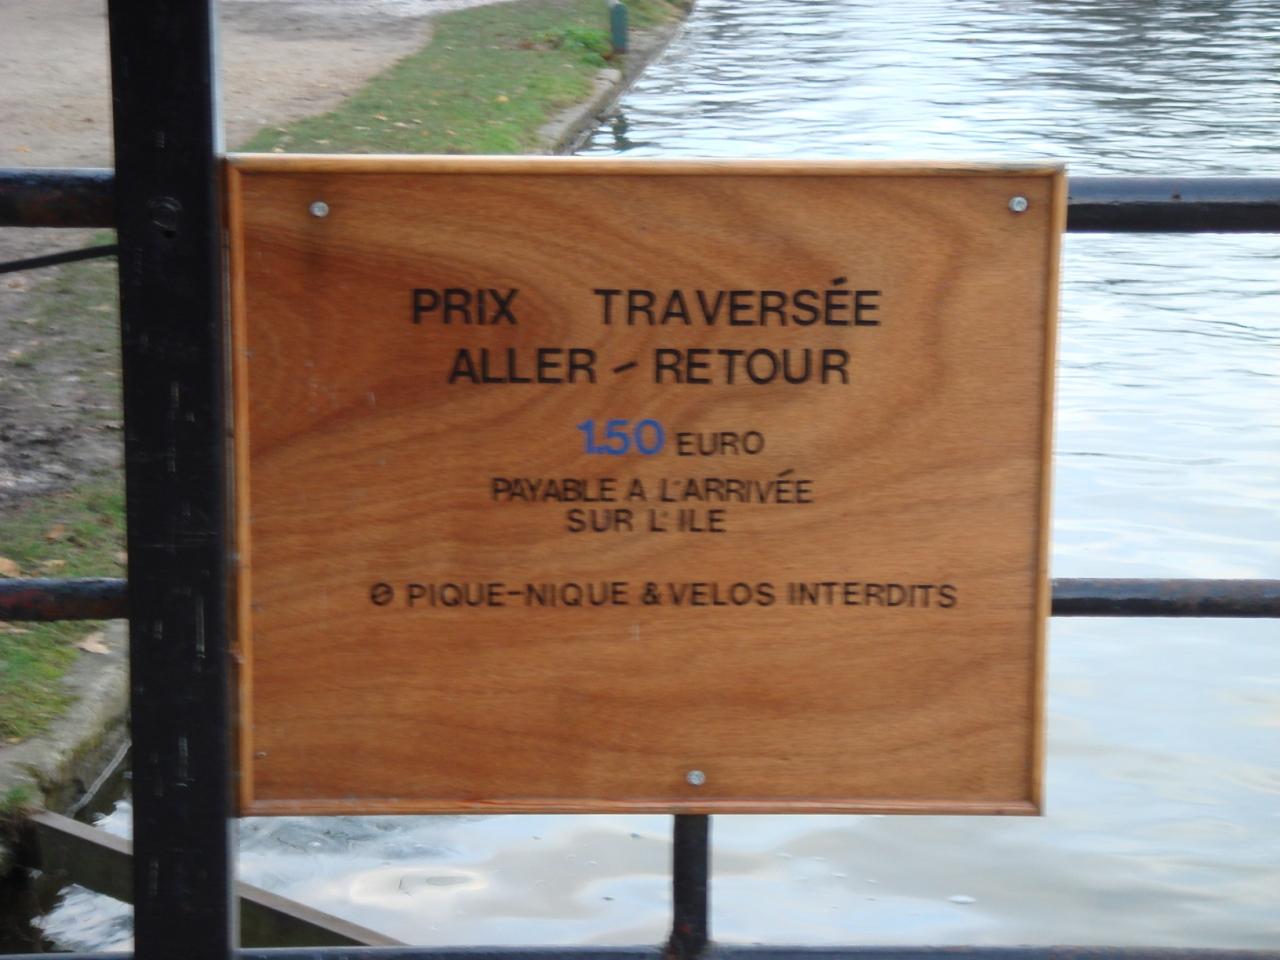 PRIX TRAVERSÉE
ALLER - RETOUR
1.50 EURO
PAYABLE A L'ARRIVÉE
SUR L'ILE
Ø PIQUE-NIQUE & VELOS INTERDITS